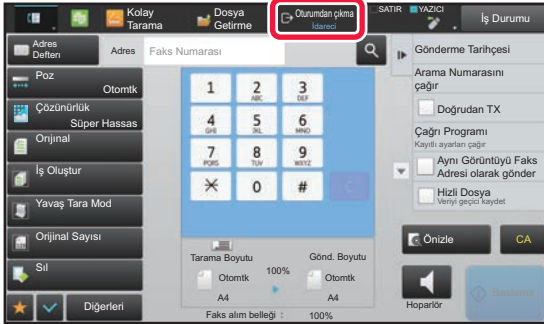 Kolay
Tarama
Dosya
Getirme
Oturumdan çıkma
İdareci
SATIR
YAZICI
İş Durumu
Adres
Defteri
Adres
Faks Numarası
Poz
Otomtk
Çözünürlük
Süper Hassas
Orıjınal
İş Oluştur
Yavaş Tara Mod
Orijinal Sayısı
Sıl
Diğerleri
1
2
ABC
3
DEF
4
GHI
5
JKL
6
MNO
7
PQRS
8
TUV
9
WXYZ
0
#
C
Tarama Boyutu
Gönd. Boyutu
Otomtk
100%
Otomtk
A4
A4
Faks alım belleği :
100%
Gönderme Tarihçesi
Arama Numarasını
çağır
Doğrudan TX
Çağrı Programı
Kayıtlı ayarları çağır
Aynı Görüntüyü Faks
Adresi olarak gönder
Hizli Dosya
Veriyi geçici kaydet
Önizle
CA
Hoparlör